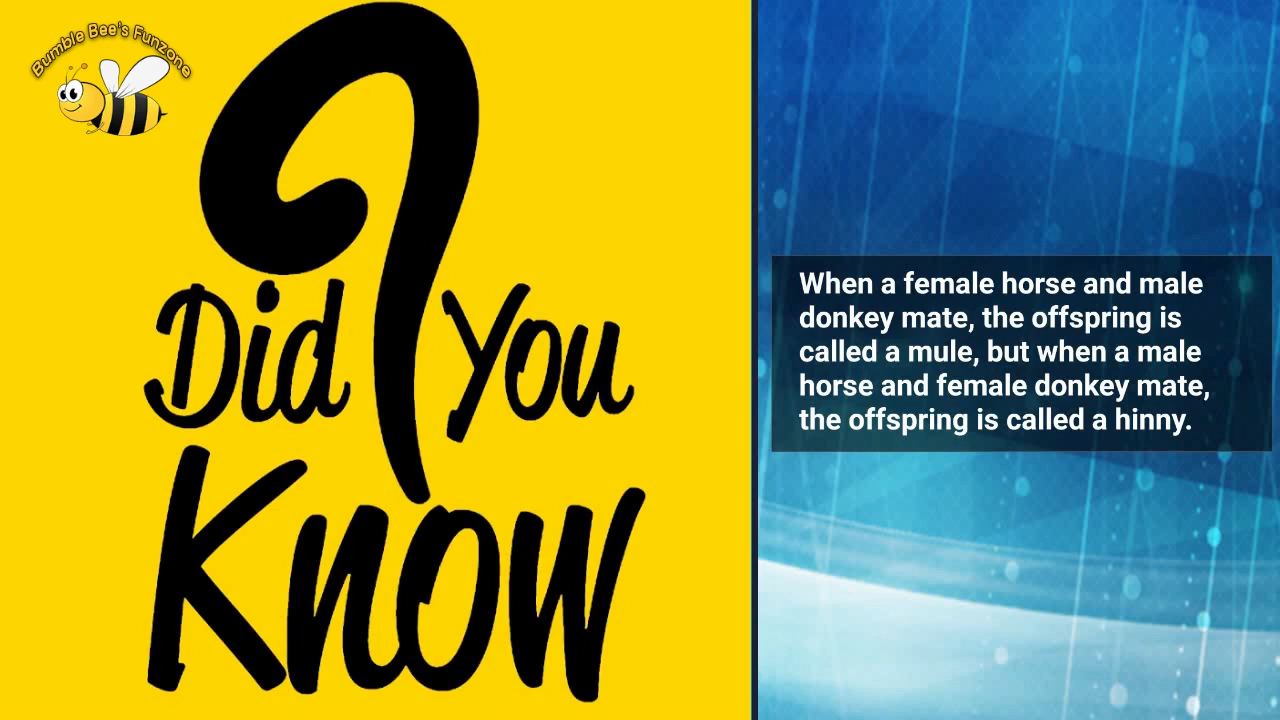 Bumble Bee's Funzone
Did You
Know
When a female horse and male
donkey mate, the offspring is
called a mule, but when a male
horse and female donkey mate,
the offspring is called a hinny.